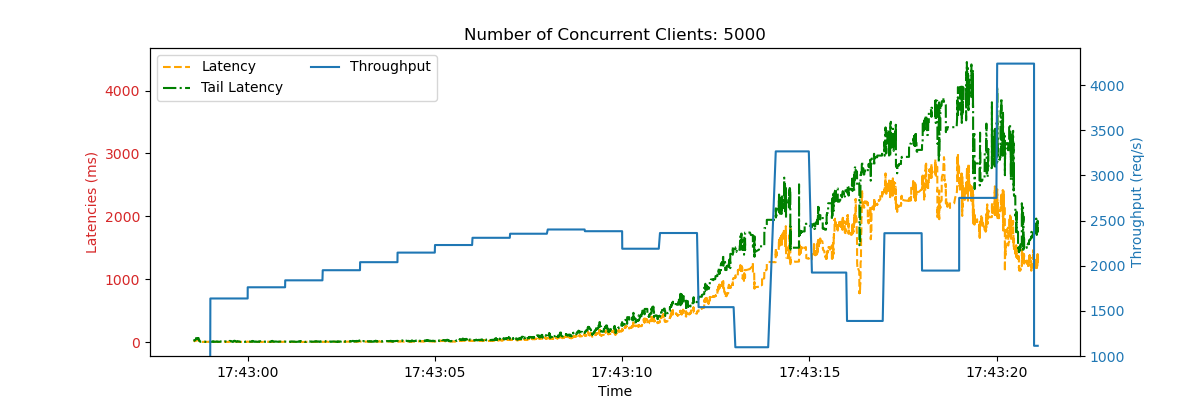 Number of Concurrent Clients: 5000
Latency
Tail Latency
Throughput
Latencies (ms)
4000
3000
2000
1000
0
Throughput (req/s)
4000
3500
3000
2500
2000
1500
1000
17:43:00 17:43:05 17:43:10 17:43:15 17:43:20
Time